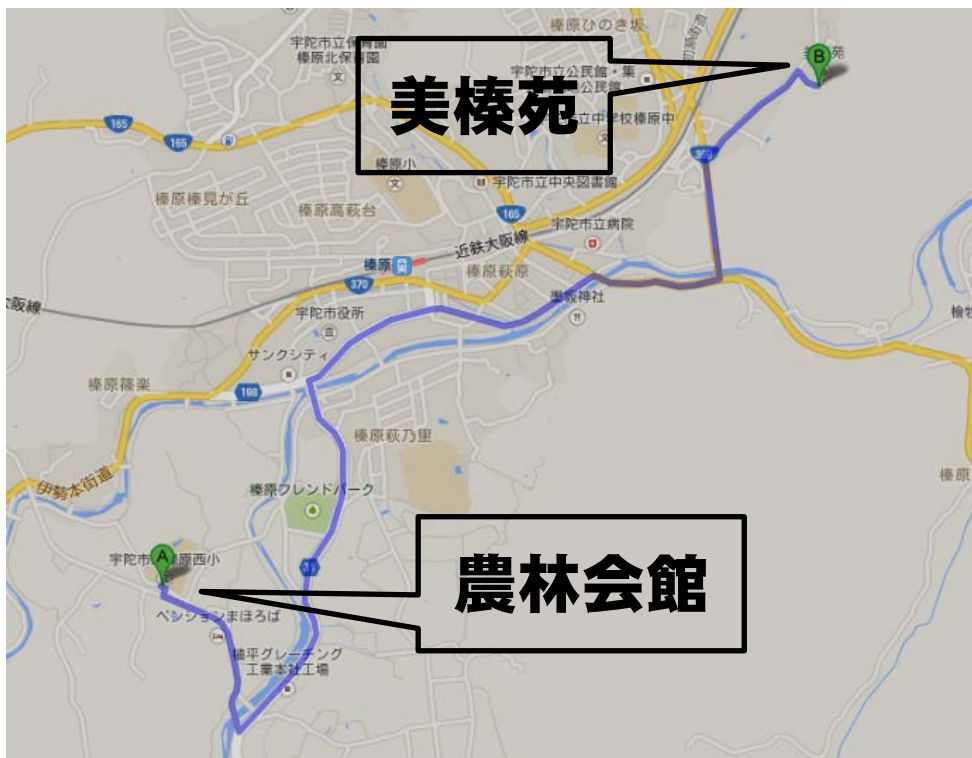 榛原ひのき坂
初瀬街道
宇陀市立保育園
榛原北保育園
美榛苑
B
宇陀市立公民館・集
公民館
165
165
立中学校榛原中
369
榛原小
宇陀市立中央図書館
榛原榛見が丘
榛原高萩台
165
宇陀市立病院
近鉄大阪線
榛原
榛原萩原
370
大阪線
宇陀市役所
墨坂神社
檜牧
サンクシティ
榛原篠楽
198
榛原萩乃里
伊勢本街道
榛原フレンドパーク
榛原
A
宇陀市
榛原西小
31
農林会館
ペンションまほろば
植平グレーチング
工業本社工場